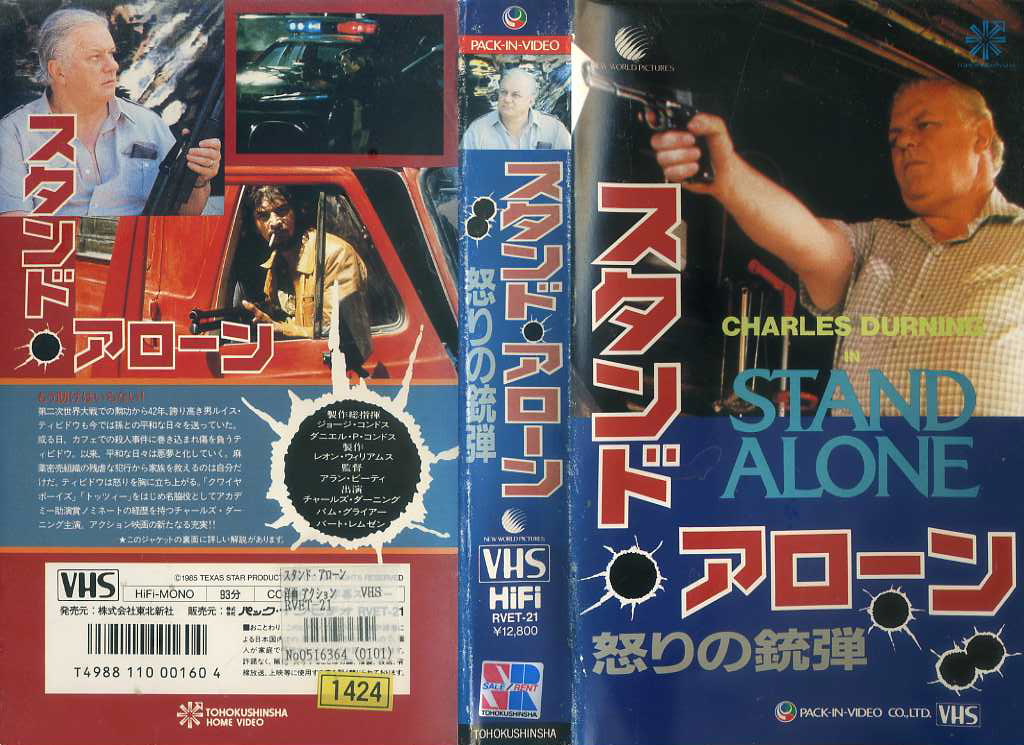 スタンド
アローン
もう助けはいらない!
第二次世界大戦での勲功から42年、誇り高き男ルイス・
ティビドウも今では孫との平和な日々を送っていた。
或る日、カフェでの殺人事件に巻き込まれ傷を負うテ
ィビドウ。以来、平和な日々は悪夢と化していく。麻
薬密売組織の残虐な犯行から家族を救えるのは自分だ
けだ。ティビドウは怒りを胸に立ち上がる。「クワイヤ
ボーイズ」「トッツィー」をはじめ名脇役としてアカデ
ミー助演賞ノミネートの経歴を持つチャールズ・ダー
ニング主演、アクション映画の新たなる充実!!
★このジャケットの裏面に詳しい解説があります。
製作総指揮
ジョージ・コンドス
ダニエル・P・コンドス
製作
レオン・ウィリアムス
監督
アラン・ビーティ
出演
チャールズ・ダーニング
パム・グライアー
バート・レムゼン
VHS
©1985 TEXAS STAR PRODUCT
HiFi-MONO
93分
発売元:株式会社東北新社
販売元:
パック・
RVET-21
T4988 110 00160 4
スタンド・アローン
洋画 アクション VHS
RVET-21
No0516364 (0101)
1424
TOHOKUSHINSHA
HOME VIDEO
PACK-IN-VIDEO
スタンド・アローン
怒りの銃弾
NEW WORLD PICTURES
VHS
HiFi
RVET-21
¥12,800
SALE/RENT
TOHOKUSHINSHA
TOHOKUSHINSHA
NEW WORLD PICTURES
TOHOKUSHINSHA
CHARLES DURNING
IN
STAND
ALONE
スタンド
アローン
怒りの銃弾
PACK-IN-VIDEO CO.,LTD.
VHS